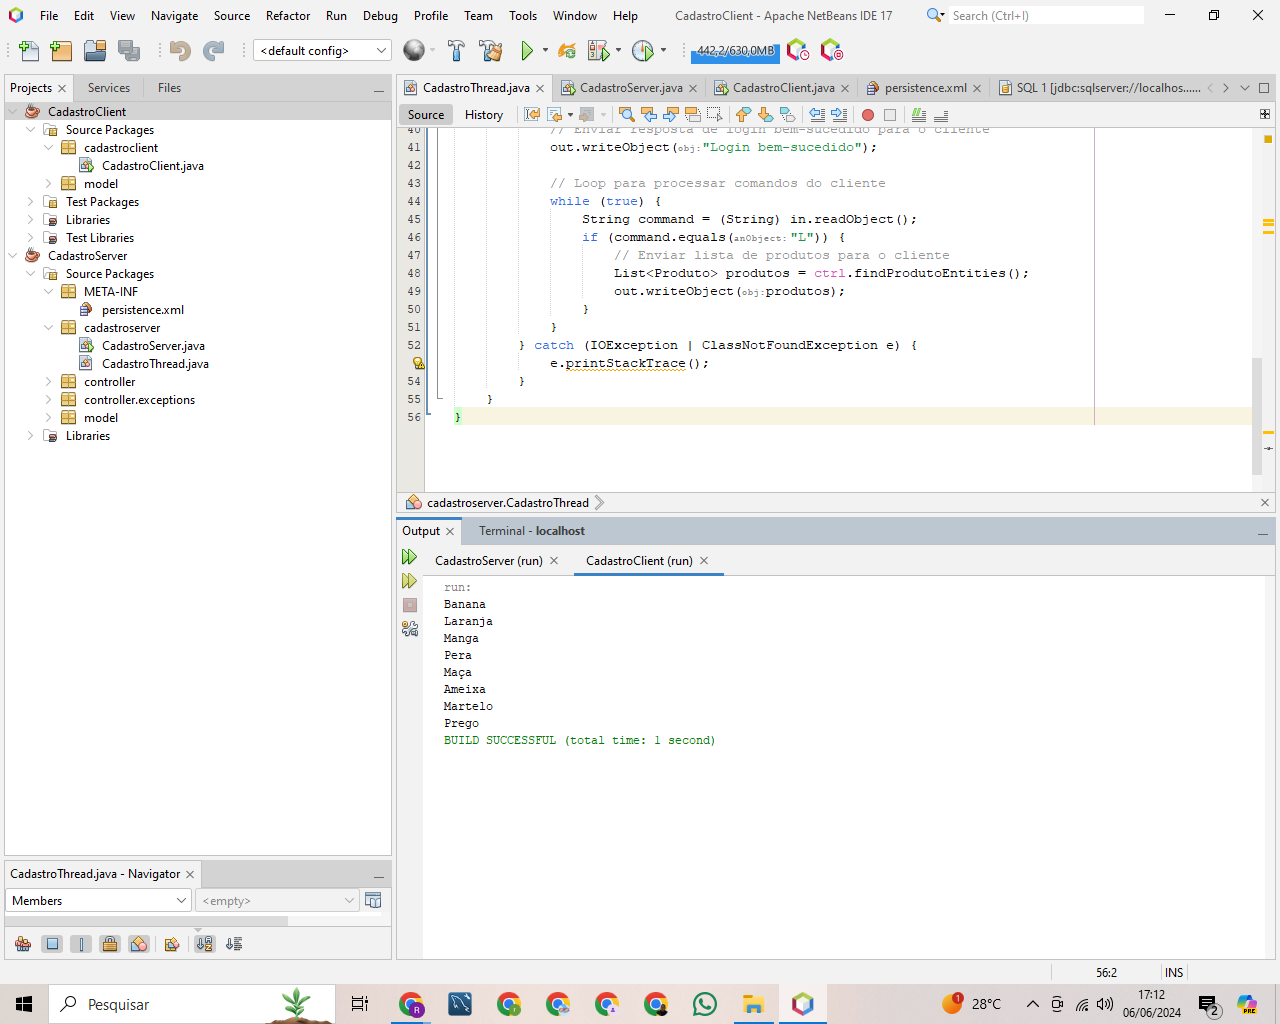 File Edit View Navigate Source Refactor Run Debug Profile Team Tools Window Help CadastroClient - Apache NetBeans IDE 17 Search (Ctrl+I)
<default config> 442,2/630,0MB
Projects Services Files
CadastroClient
Source Packages
cadastroclient
CadastroClient.java
model
Test Packages
Libraries
Test Libraries
CadastroServer
Source Packages
META-INF
persistence.xml
cadastroserver
CadastroServer.java
CadastroThread.java
controller
controller.exceptions
model
Libraries
CadastroThread.java - Navigator
Members <empty>
CadastroThread.java CadastroServer.java CadastroClient.java persistence.xml SQL 1 [jdbc:sqlserver://localhos......
Source History
40 // Enviar resposta de login bem-sucedido para o cliente
41 out.writeObject(obj:"Login bem-sucedido");
42
43 // Loop para processar comandos do cliente
44 while (true) {
45 String command = (String) in.readObject();
46 if (command.equals(anObject:"L")) {
47 // Enviar lista de produtos para o cliente
48 List<Produto> produtos = ctrl.findProdutoEntities();
49 out.writeObject(obj:produtos);
50 }
51 }
52 } catch (IOException | ClassNotFoundException e) {
e.printStackTrace();
54 }
55 }
56 }
cadastroserver.CadastroThread
Output Terminal - localhost
CadastroServer (run) CadastroClient (run)
run:
Banana
Laranja
Manga
Pera
Maça
Ameixa
Martelo
Prego
BUILD SUCCESSFUL (total time: 1 second)
56:2 INS
Pesquisar
R
1
28°C
17:12
06/06/2024
2
PRE